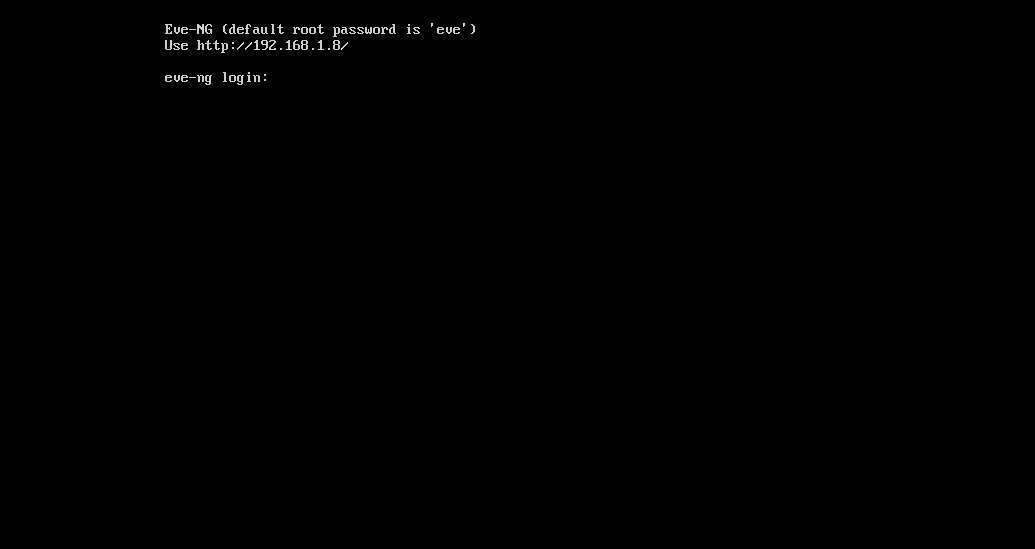 Eve-NG (default root password is 'eve')
Use http://192.168.1.8/
eve-ng login: